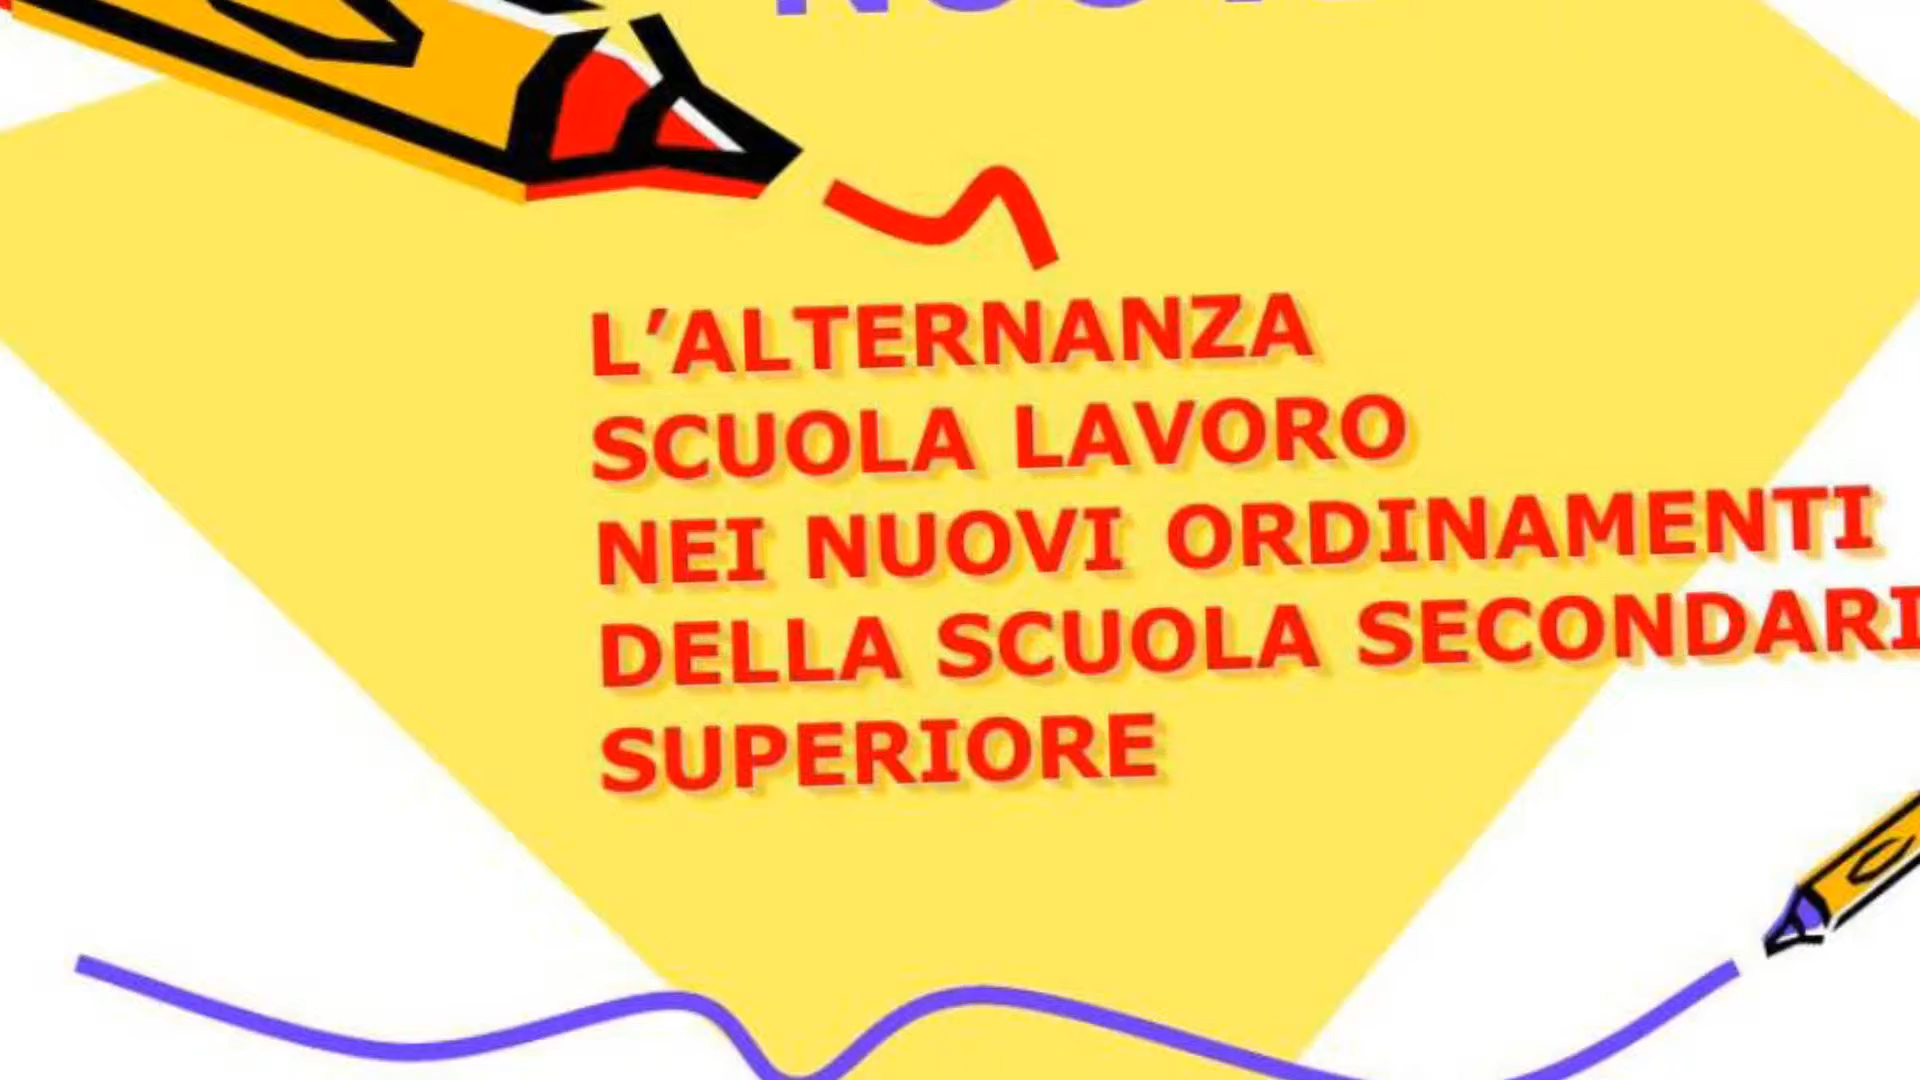 L'ALTERNANZA
SCUOLA LAVORO
NEI NUOVI ORDINAMENTI
DELLA SCUOLA SECONDARI
SUPERIORE